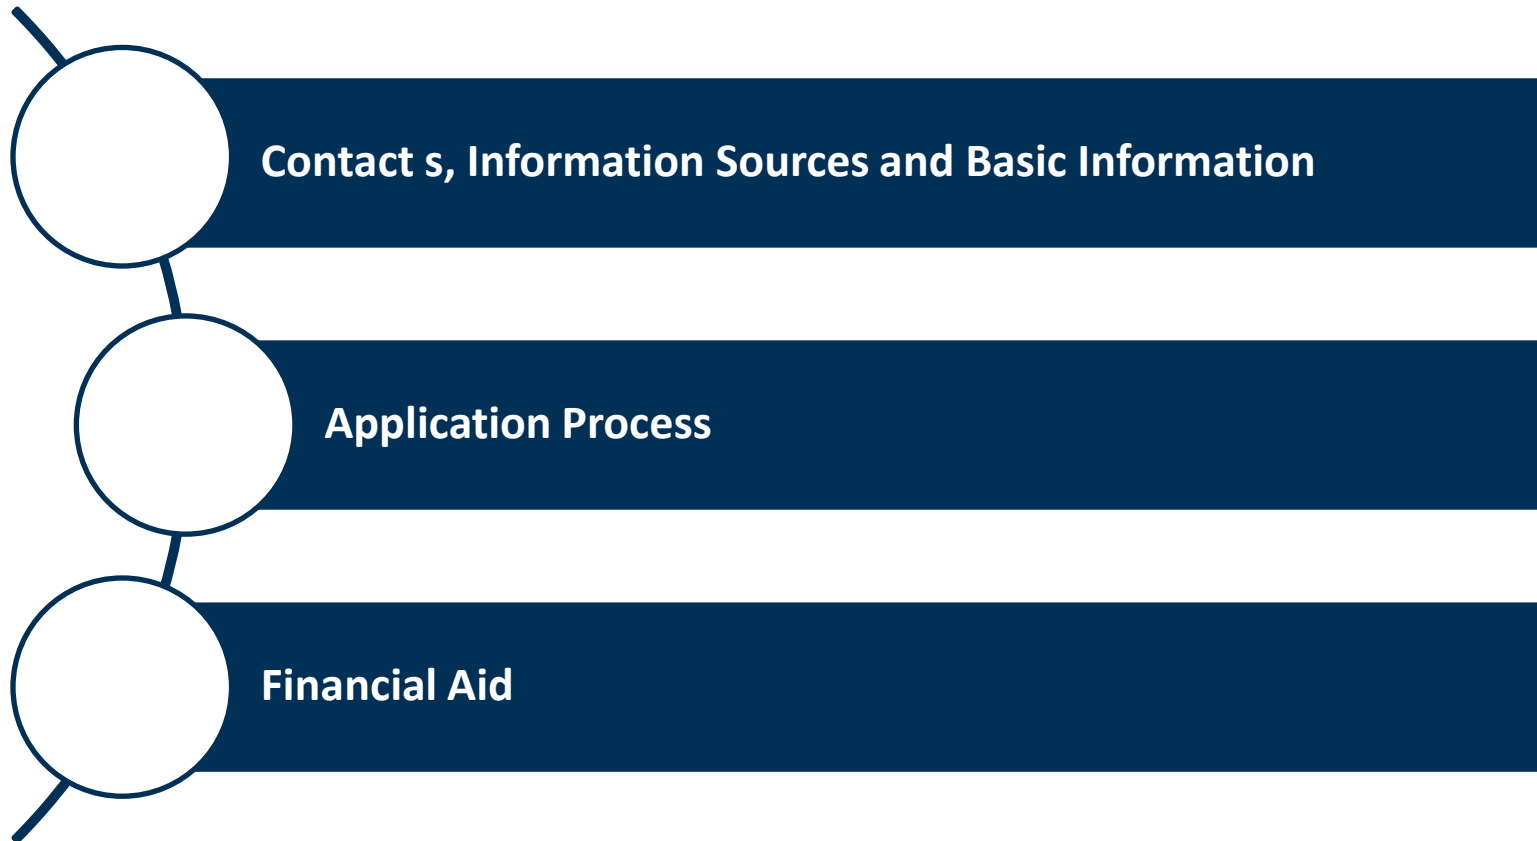 Contact s, Information Sources and Basic Information
Application Process
Financial Aid